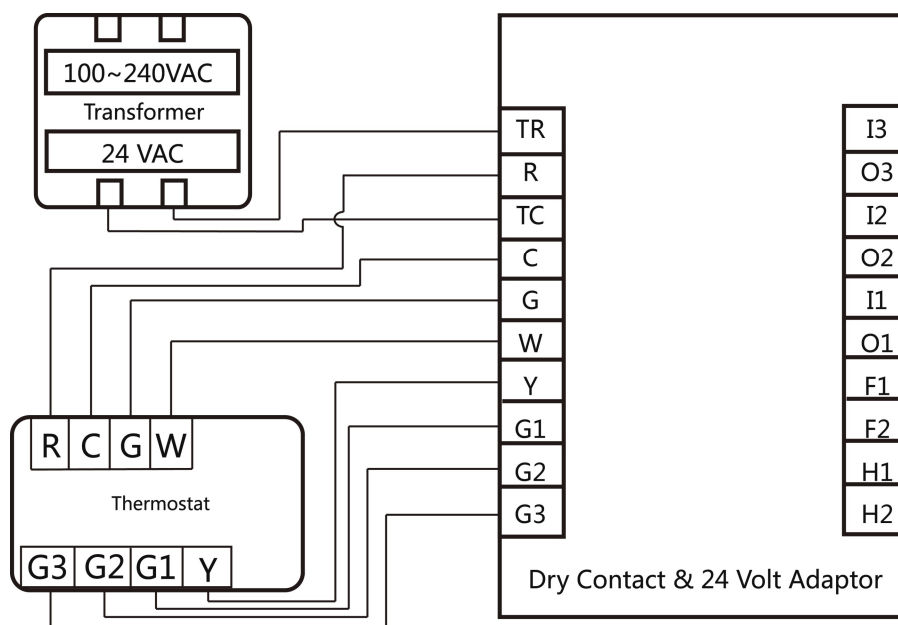 100~240VAC
Transformer
24 VAC
TR
R
TC
C
G
W
Y
G1
G2
G3
I3
O3
I2
O2
I1
O1
F1
F2
H1
H2
R C G W
Thermostat
G3 G2 G1 Y
Dry Contact & 24 Volt Adaptor